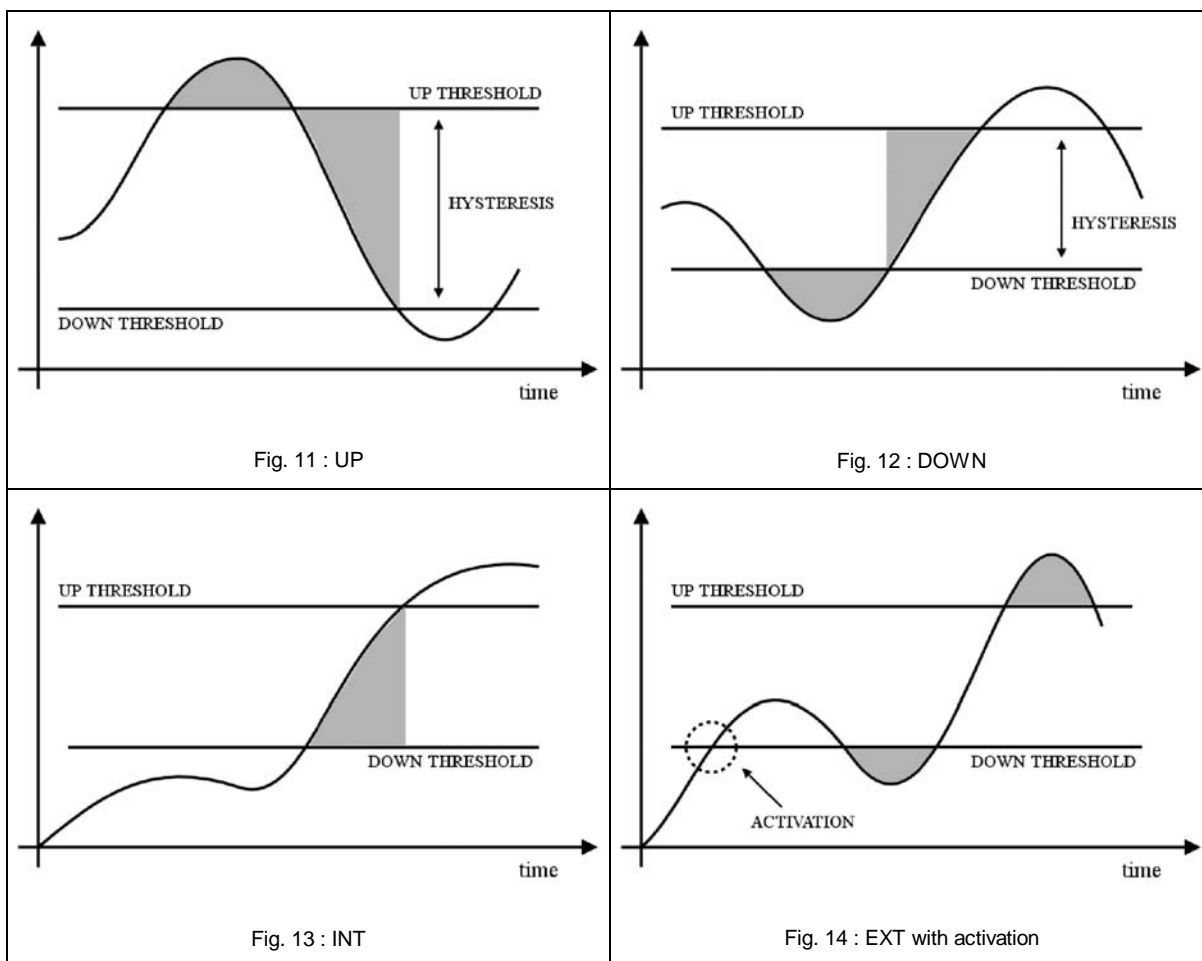 UP THRESHOLD
HYSTERESIS
DOWN THRESHOLD
time
Fig. 11 : UP
UP THRESHOLD
HYSTERESIS
DOWN THRESHOLD
time
Fig. 12 : DOWN
UP THRESHOLD
DOWN THRESHOLD
time
Fig. 13 : INT
UP THRESHOLD
DOWN THRESHOLD
ACTIVATION
time
Fig. 14 : EXT with activation